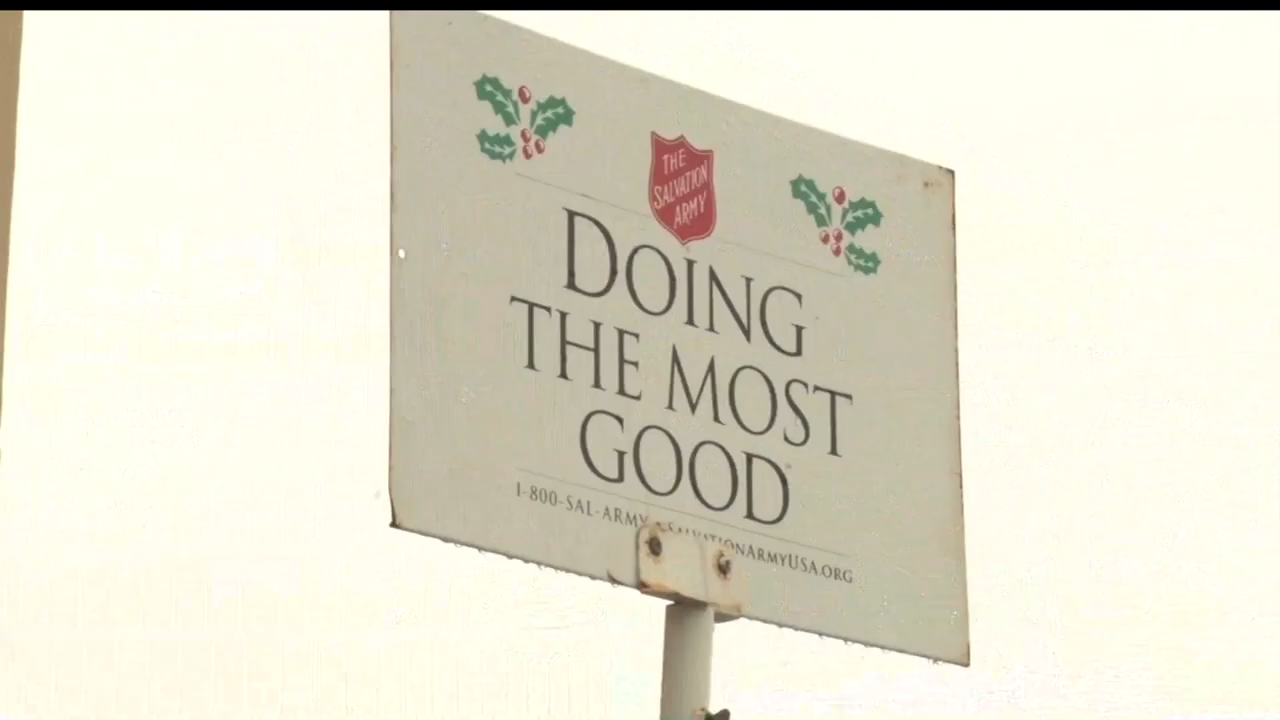 THE
SALVATION
ARMY
DOING
THE MOST
GOOD
1-800-SAL-ARMY • SALVATIONARMYUSA.ORG